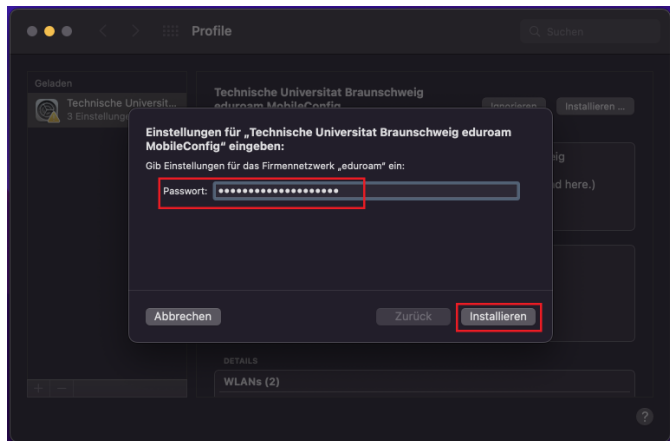 Profile
Suchen
Geladen
Technische Universit...
3 Einstellunge
Technische Universitat Braunschweig
eduroam MobileConfig
Ignorieren
Installieren ...
Einstellungen für „Technische Universitat Braunschweig eduroam
MobileConfig" eingeben:
Gib Einstellungen für das Firmennetzwerk „eduroam" ein:
Passwort: ••••••••••••••••••••
Abbrechen
Zurück
Installieren
ig
d here.)
DETAILS
WLANs (2)